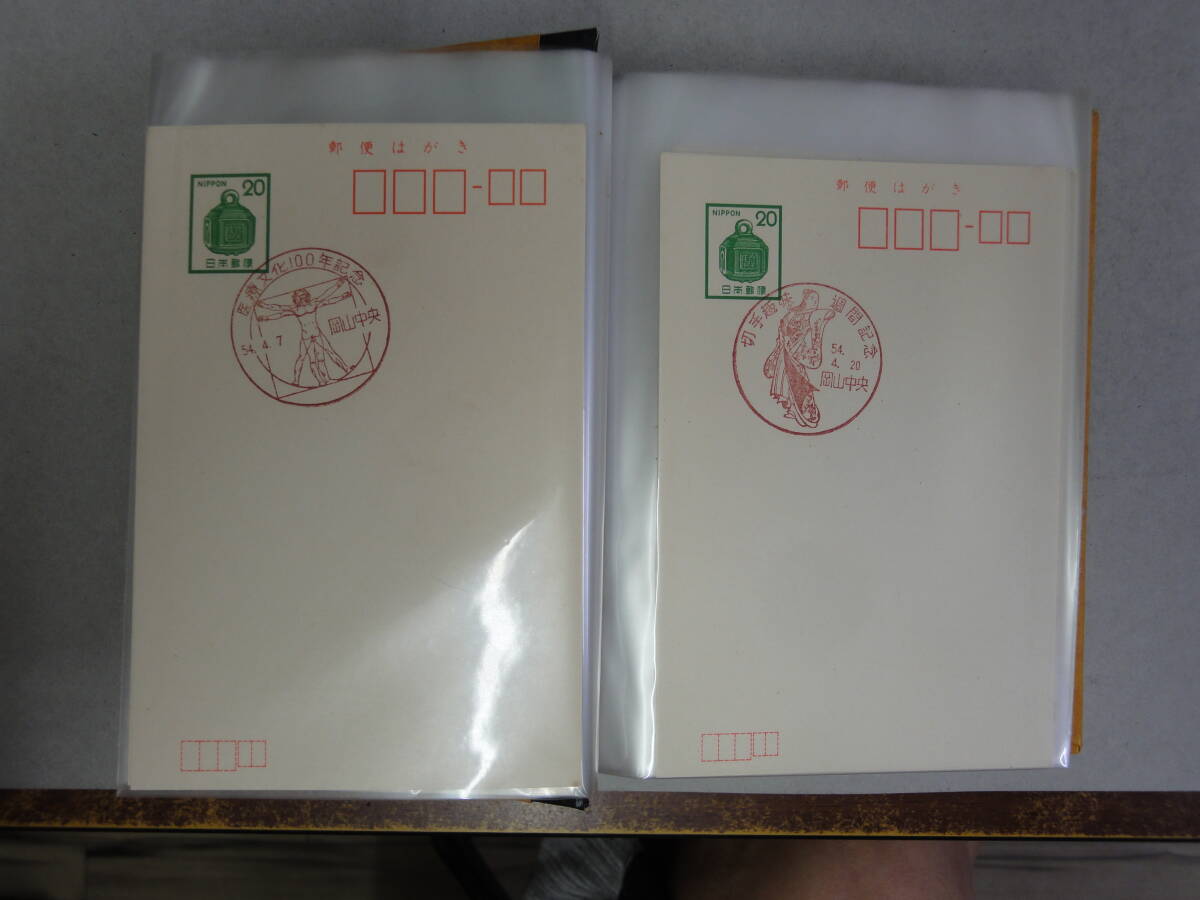 郵便はがき
NIPPON 20
日本郵便
医療文化100年記念
岡山中央
54.4.7
郵便はがき
NIPPON 20
日本郵便
切手趣味週間記念
54.
4.20
岡山中央